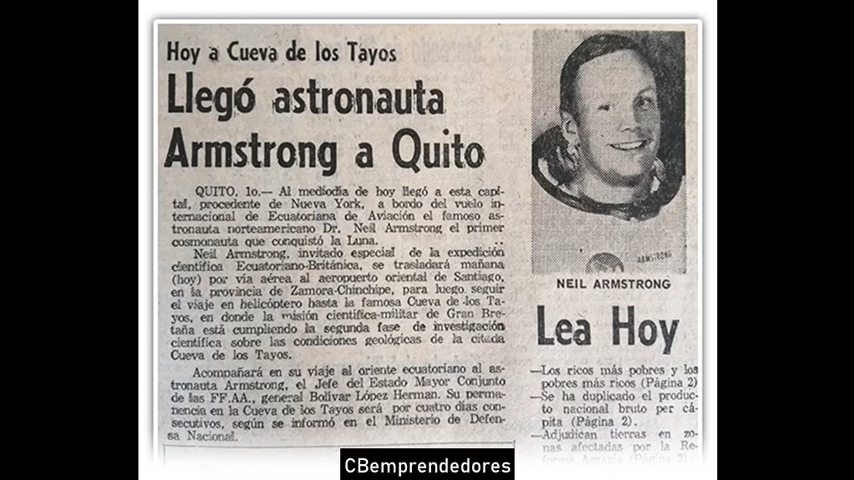 Hoy a Cueva de los Tayos
Llegó astronauta
Armstrong a Quito
QUITO, 1o.— Al mediodía de hoy llegó a esta capi-
tal, procedente de Nueva York, a bordo del vuelo in-
ternacional de Ecuatoriana de Aviación el famoso as-
tronauta norteamericano Dr. Neil Armstrong el primer
cosmonauta que conquistó la Luna.
Neil Armstrong, invitado especial de la expedición
científica Ecuatoriano-Británica, se trasladará mañana
(hoy) por vía aérea al aeropuerto oriental de Santiago,
en la provincia de Zamora-Chinchipe, para luego seguir
el viaje en helicóptero hasta la famosa Cueva de los Ta-
yos, en donde la misión científica-militar de Gran Bre-
taña está cumpliendo la segunda fase de investigación
científica sobre las condiciones geológicas de la citada
Cueva de los Tayos.
Acompañará en su viaje al oriente ecuatoriano al as-
tronauta Armstrong, el Jefe del Estado Mayor Conjunto
de las FF.AA., general Bolívar López Herman. Su perma-
nencia en la Cueva de los Tayos será por cuatro días con-
secutivos, según se informó en el Ministerio de Defen-
sa Nacional.
ARMSTRONG
NEIL ARMSTRONG
Lea Hoy
—Los ricos más pobres y los
pobres más ricos (Página 2)
—Se ha duplicado el produc-
to nacional bruto per cá-
pita (Página 2).
—Adjudican tierras en zo-
nas afectadas por la Re-
forma Agraria (Página 2).
CBemprendedores